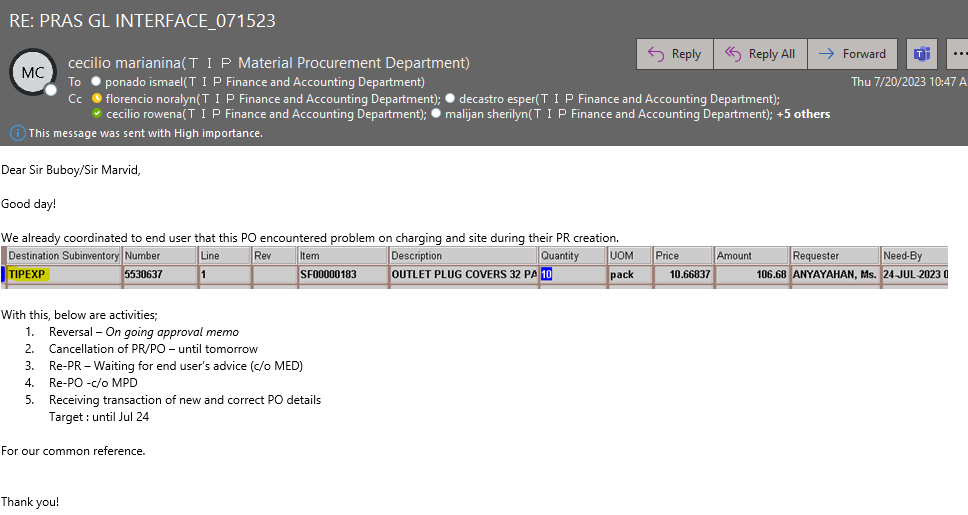 RE: PRAS GL INTERFACE_071523
MC
cecilio marianina(ＴＩＰ Material Procurement Department)
Reply
Reply All
Forward
To ponado ismael(ＴＩＰ Finance and Accounting Department)
Thu 7/20/2023 10:47 A
Cc florencio noralyn(ＴＩＰ Finance and Accounting Department); decastro esper(ＴＩＰ Finance and Accounting Department);
cecilio rowena(ＴＩＰ Finance and Accounting Department); malijan sherilyn(ＴＩＰ Finance and Accounting Department); +5 others
This message was sent with High importance.
Dear Sir Buboy/Sir Marvid,
Good day!
We already coordinated to end user that this PO encountered problem on charging and site during their PR creation.
Destination Subinventory Number Line Rev Item Description Quantity UOM Price Amount Requester Need-By
TIPEXP 5530637 1 SF00000183 OUTLET PLUG COVERS 32 PA 10 pack 10.66837 106.68 ANYAYAHAN, Ms. 24-JUL-2023 0
With this, below are activities;
1. Reversal – On going approval memo
2. Cancellation of PR/PO – until tomorrow
3. Re-PR – Waiting for end user's advice (c/o MED)
4. Re-PO -c/o MPD
5. Receiving transaction of new and correct PO details
Target : until Jul 24
For our common reference.
Thank you!